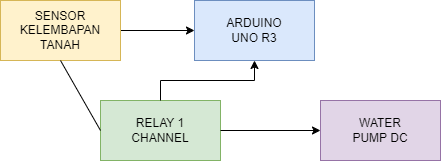 SENSOR
KELEMBAPAN
TANAH
ARDUINO
UNO R3
RELAY 1
CHANNEL
WATER
PUMP DC